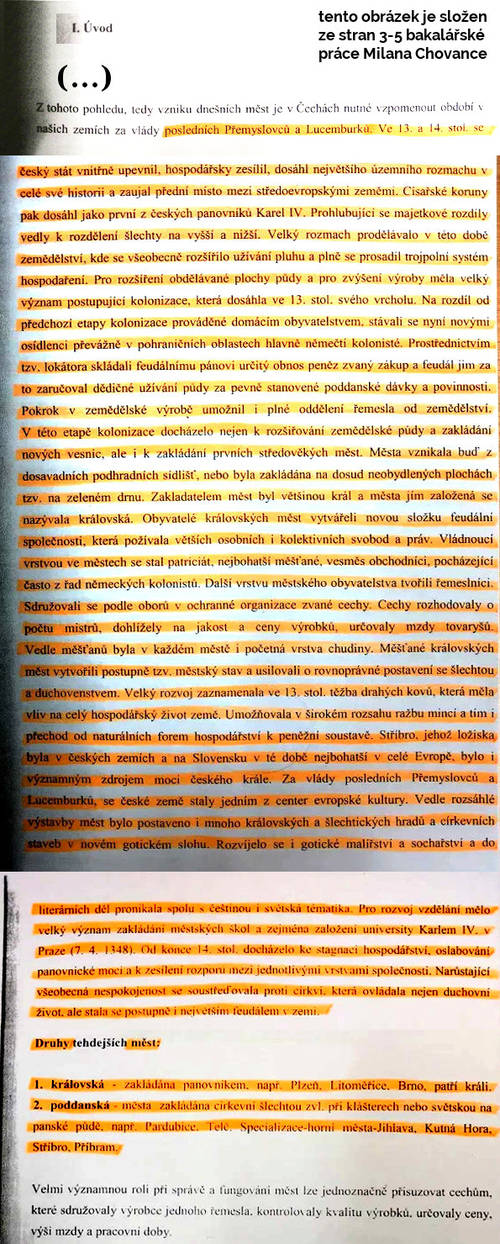 tento obrázek je složen
ze stran 3-5 bakalářské
práce Milana Chovance
I. Úvod
(...)
Z tohoto pohledu, tedy vzniku dnešních měst je v Čechách nutné vzpomenout období v
našich zemích za vlády posledních Přemyslovců a Lucemburků. Ve 13. a 14. stol. se
český stát vnitřně upevnil, hospodářsky zesílil, dosáhl největšího územního rozmachu v
celé své historii a zaujal přední místo mezi středoevropskými zeměmi. Císařské koruny
pak dosáhl jako první z českých panovníků Karel IV. Prohlubující se majetkové rozdíly
vedly k rozdělení šlechty na vyšší a nižší. Velký rozmach prodělávalo v této době
zemědělství, kde se všeobecně rozšířilo užívání pluhu a plně se prosadil trojpolní systém
hospodaření. Pro rozšíření obdělávané plochy půdy a pro zvýšení výroby měla velký
význam postupující kolonizace, která dosáhla ve 13. stol. svého vrcholu. Na rozdíl od
předchozí etapy kolonizace prováděné domácím obyvatelstvem, stávali se nyní novými
osídlenci převážně v pohraničních oblastech hlavně němečtí kolonisté. Prostřednictvím
tzv. lokátora skládali feudálnímu pánovi určitý obnos peněz zvaný zákup a feudál jim za
to zaručoval dědičné užívání půdy za pevně stanovené poddanské dávky a povinnosti.
Pokrok v zemědělské výrobě umožnil i plné oddělení řemesla od zemědělství.
V této etapě kolonizace docházelo nejen k rozšiřování zemědělské půdy a zakládání
nových vesnic, ale i k zakládání prvních středověkých měst. Města vznikala buď z
dosavadních podhradních sídlišť, nebo byla zakládána na dosud neobydlených plochách
tzv. na zeleném drnu. Zakladatelem měst byl většinou král a města jím založená se
nazývala královská. Obyvatelé královských měst vytvářeli novou složku feudální
společnosti, která požívala větších osobních i kolektivních svobod a práv. Vládnoucí
vrstvou ve městech se stal patriciát, nejbohatší měšťané, vesměs obchodníci, pocházející
často z řad německých kolonistů. Další vrstvu městského obyvatelstva tvořili řemeslníci.
Sdružovali se podle oborů v ochranné organizace zvané cechy. Cechy rozhodovaly o
počtu mistrů, dohlížely na jakost a ceny výrobků, určovaly mzdy tovaryšů.
Vedle měšťanů byla v každém městě i početná vrstva chudiny. Měšťané královských
měst vytvořili postupně tzv. městský stav a usilovali o rovnoprávné postavení se šlechtou
a duchovenstvem. Velký rozvoj zaznamenala ve 13. stol. těžba drahých kovů, která měla
vliv na celý hospodářský život země. Umožňovala v širokém rozsahu ražbu mincí a tím i
přechod od naturálních forem hospodářství k peněžní soustavě. Stříbro, jehož ložiska
byla v českých zemích a na Slovensku v té době nejbohatší v celé Evropě, bylo i
významným zdrojem moci českého krále. Za vlády posledních Přemyslovců a
Lucemburků, se české země staly jedním z center evropské kultury. Vedle rozsáhlé
výstavby měst bylo postaveno i mnoho královských a šlechtických hradů a církevních
staveb v novém gotickém slohu. Rozvíjelo se i gotické malířství a sochařství a do
literárních děl pronikala spolu s češtinou i světská tématika. Pro rozvoj vzdělání mělo
velký význam zakládání městských škol a zejména založení university Karlem IV. v
Praze (7. 4. 1348). Od konce 14. stol. docházelo ke stagnaci hospodářství, oslabování
panovnické moci a k zesílení rozporu mezi jednotlivými vrstvami společnosti. Narůstající
všeobecná nespokojenost se soustřeďovala proti církvi, která ovládala nejen duchovní
život, ale stala se postupně i největším feudálem v zemi.
Druhy tehdejších měst:
1. královská - zakládána panovníkem, např. Plzeň, Litoměřice, Brno, patří králi,
2. poddanská - města zakládána církevní šlechtou zvl. při klášterech nebo světskou na
panské půdě, např. Pardubice, Telč. Specializace-horní města-Jihlava, Kutná Hora,
Stříbro, Příbram.
Velmi významnou roli při správě a fungování měst lze jednoznačně přisuzovat cechům,
které sdružovaly výrobce jednoho řemesla, kontrolovaly kvalitu výrobků, určovaly ceny,
výši mzdy a pracovní doby.